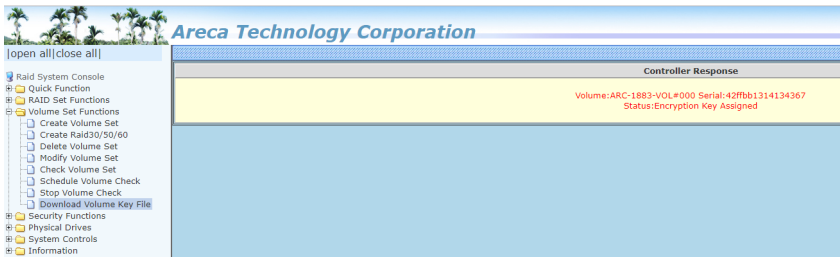 Areca Technology Corporation
|open all|close all|
Raid System Console
Quick Function
RAID Set Functions
Volume Set Functions
Create Volume Set
Create Raid30/50/60
Delete Volume Set
Modify Volume Set
Check Volume Set
Schedule Volume Check
Stop Volume Check
Download Volume Key File
Security Functions
Physical Drives
System Controls
Information
Controller Response
Volume:ARC-1883-VOL#000 Serial:42ffbb1314134367
Status:Encryption Key Assigned